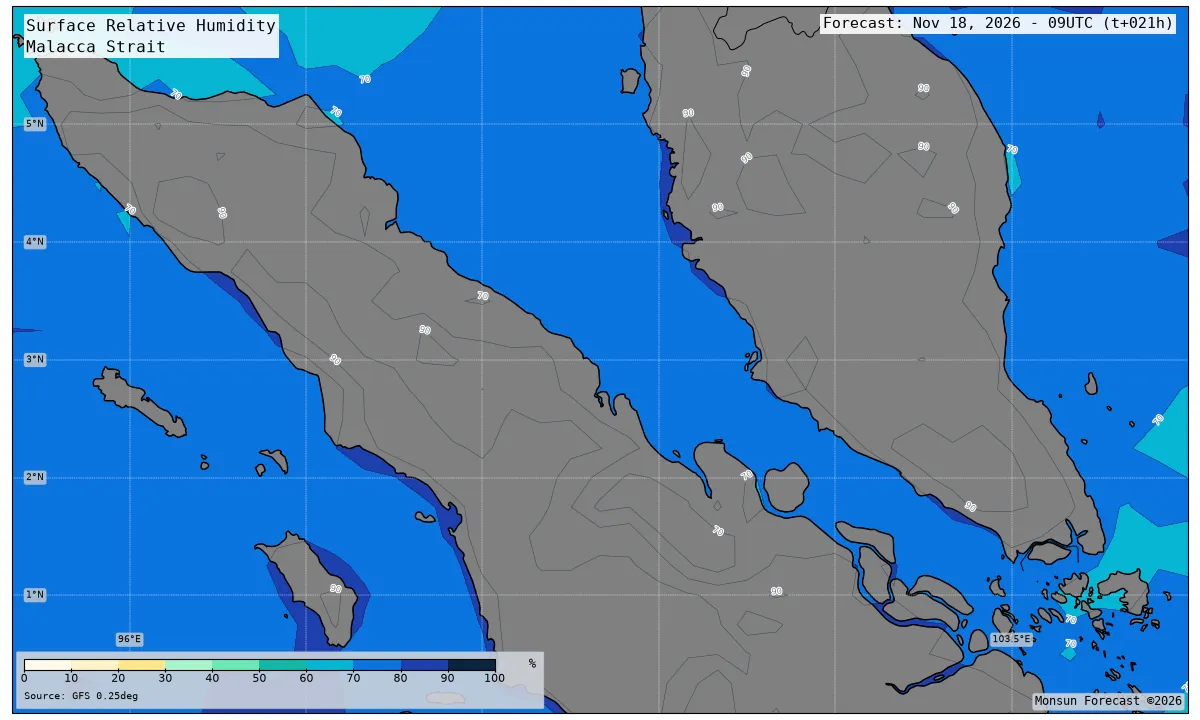 Surface Relative Humidity
Malacca Strait
Forecast: Nov 18, 2026 - 09UTC (t+021h)
70
70
70
90
90
90
90
90
90
70
5°N
70
90
90
90
4°N
70
90
90
3°N
70
2°N
70
90
70
1°N
90
90
70
96°E
103.5°E
70
%
0 10 20 30 40 50 60 70 80 90 100
Source: GFS 0.25deg
Monsun Forecast ©2026